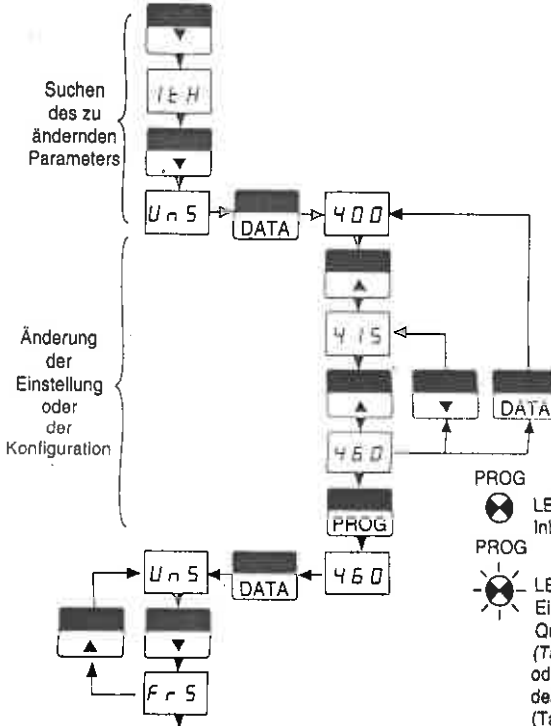 ▼
Suchen
des zu
ändernden
Parameters
ItH
▼
UnS
DATA
400
▲
415
Änderung
der
Einstellung
oder
der
Konfiguration
▲
▼
DATA
460
PROG
PROG
PROG
460
DATA
UnS
▲
▼
FrS